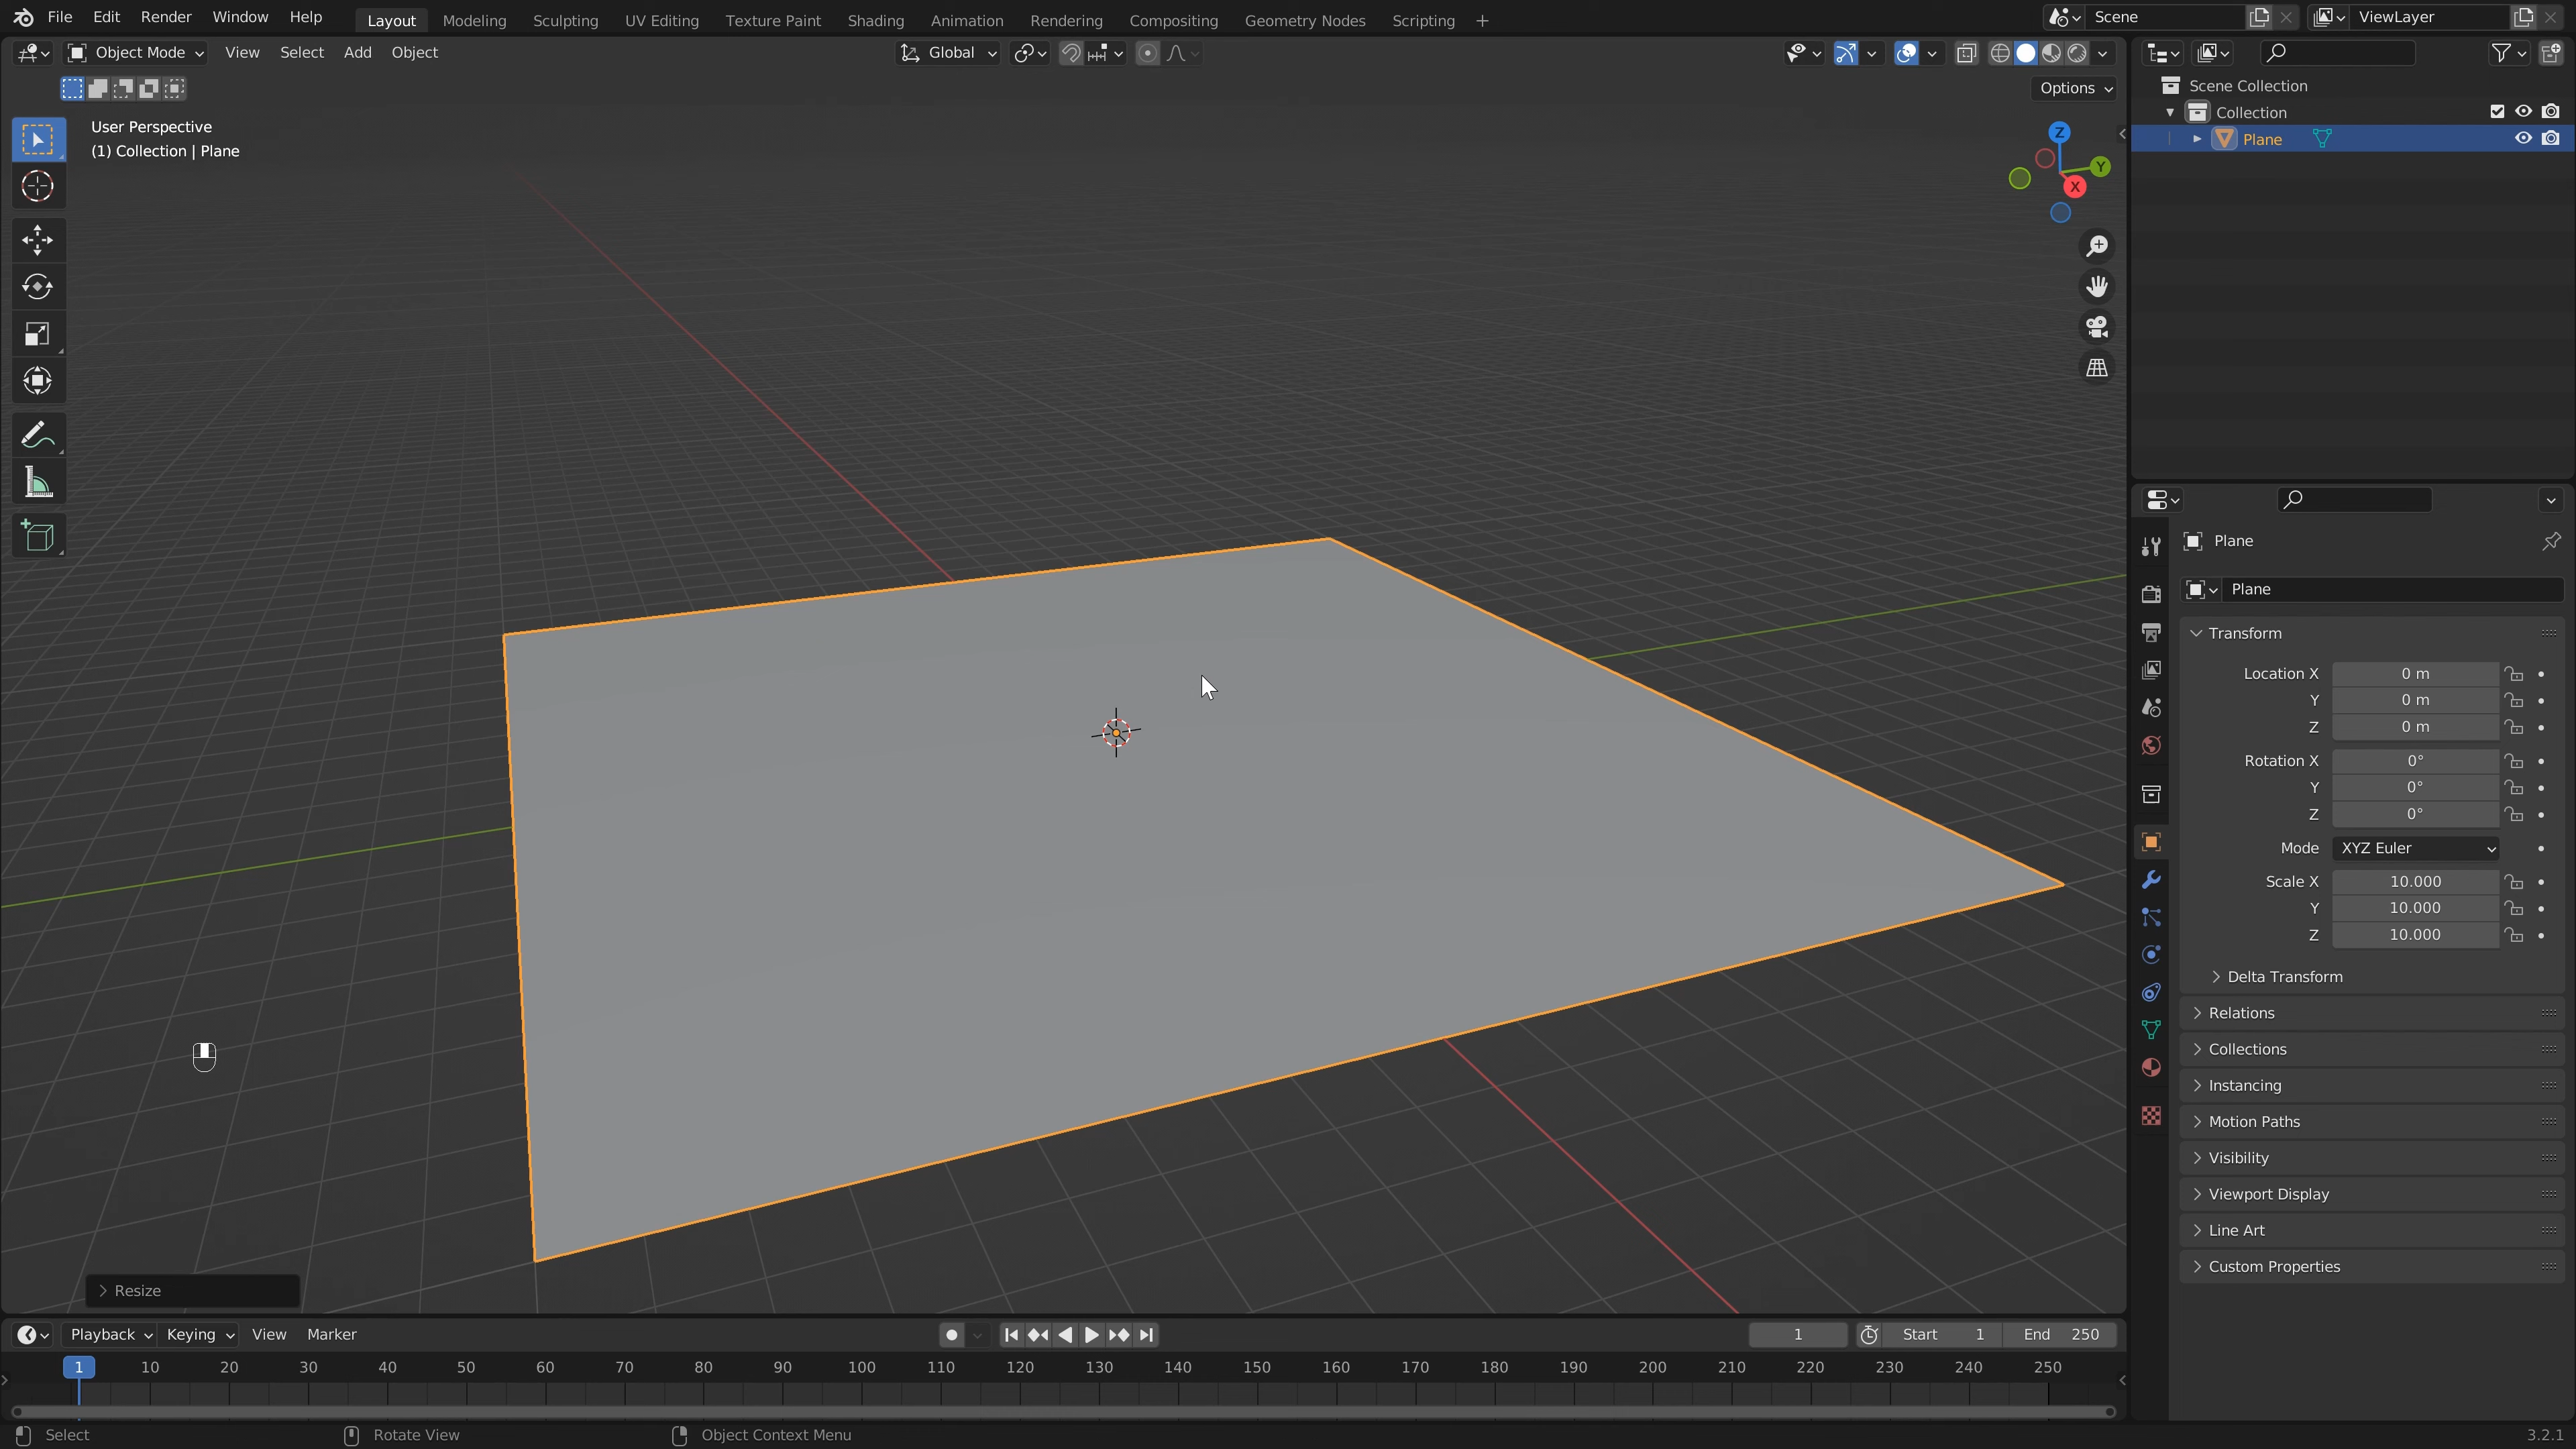 File Edit Render Window Help Layout Modeling Sculpting UV Editing Texture Paint Shading Animation Rendering Compositing Geometry Nodes Scripting + Scene ViewLayer
Object Mode View Select Add Object Global
Options
User Perspective
(1) Collection | Plane
Z
Y
X
Scene Collection
Collection
Plane
Plane
Plane
Transform
Location X 0 m
Y 0 m
Z 0 m
Rotation X 0°
Y 0°
Z 0°
Mode XYZ Euler
Scale X 10.000
Y 10.000
Z 10.000
Delta Transform
Relations
Collections
Instancing
Motion Paths
Visibility
Viewport Display
Line Art
Custom Properties
Resize
Playback Keying View Marker 1 Start 1 End 250
1 10 20 30 40 50 60 70 80 90 100 110 120 130 140 150 160 170 180 190 200 210 220 230 240 250
Select Rotate View Object Context Menu 3.2.1